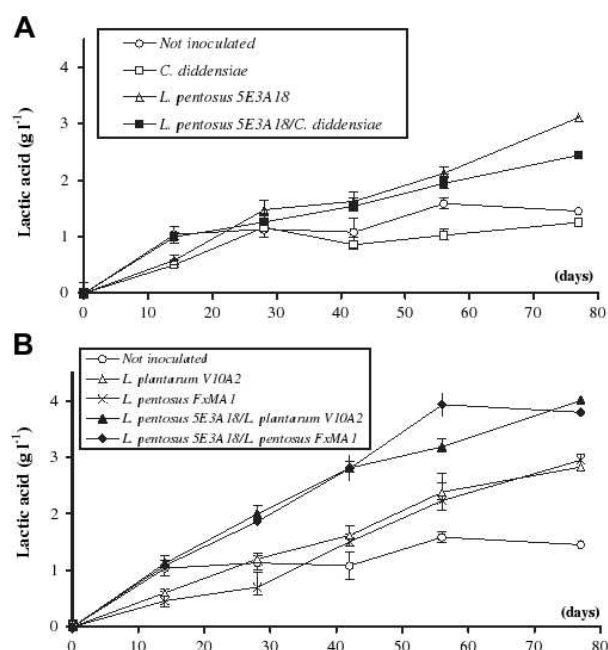 A
Not inoculated
C. diddensiae
L. pentosus 5E3A18
L. pentosus 5E3A18/C. diddensiae
Lactic acid (g l-1)
4
3
2
1
0
(days)
0 10 20 30 40 50 60 70 80
B
Not inoculated
L. plantarum V10A2
L. pentosus FxMA1
L. pentosus 5E3A18/L. plantarum V10A2
L. pentosus 5E3A18/L. pentosus FxMA1
Lactic acid (g l-1)
4
3
2
1
0
(days)
0 10 20 30 40 50 60 70 80